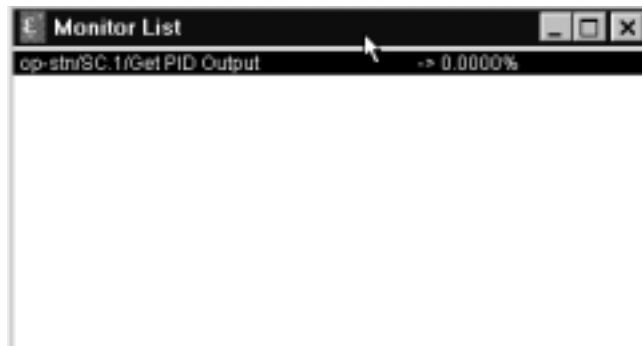 Monitor List
op-stn/SC.1/Get PID Output -> 0.0000%